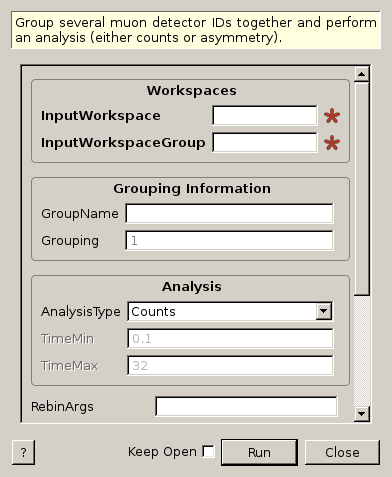 Group several muon detector IDs together and perform
an analysis (either counts or asymmetry).
Workspaces
InputWorkspace
InputWorkspaceGroup
Grouping Information
GroupName
Grouping 1
Analysis
AnalysisType Counts
TimeMin 0.1
TimeMax 32
RebinArgs
? Keep Open Run Close